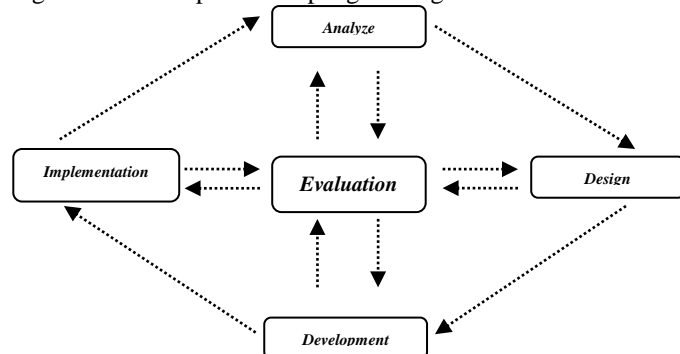 Analyze
Implementation
Evaluation
Design
Development